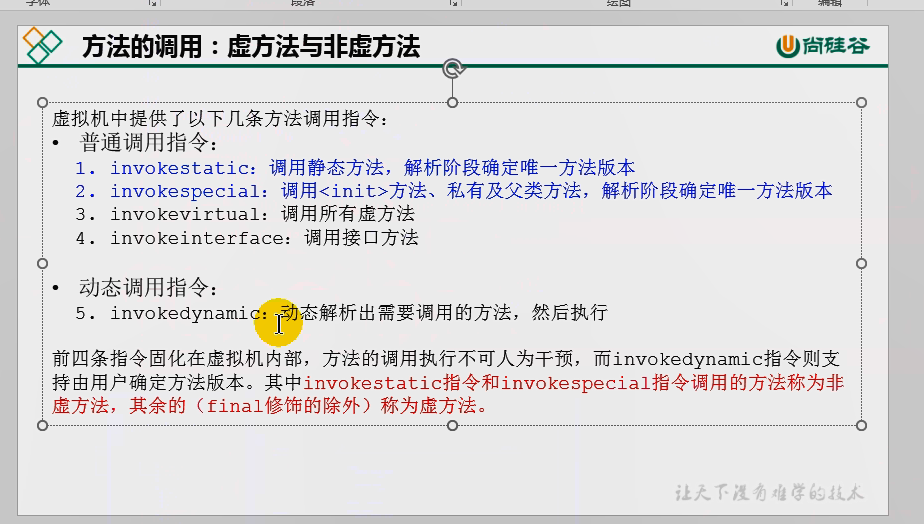 字体
段落
绘图
编辑
方法的调用：虚方法与非虚方法
尚硅谷
虚拟机中提供了以下几条方法调用指令：
• 普通调用指令：
1. invokestatic：调用静态方法，解析阶段确定唯一方法版本
2. invokespecial：调用<init>方法、私有及父类方法，解析阶段确定唯一方法版本
3. invokevirtual：调用所有虚方法
4. invokeinterface：调用接口方法
• 动态调用指令：
5. invokedynamic：动态解析出需要调用的方法，然后执行
前四条指令固化在虚拟机内部，方法的调用执行不可人为干预，而invokedynamic指令则支
持由用户确定方法版本。其中invokestatic指令和invokespecial指令调用的方法称为非
虚方法，其余的（final修饰的除外）称为虚方法。
让天下没有难学的技术